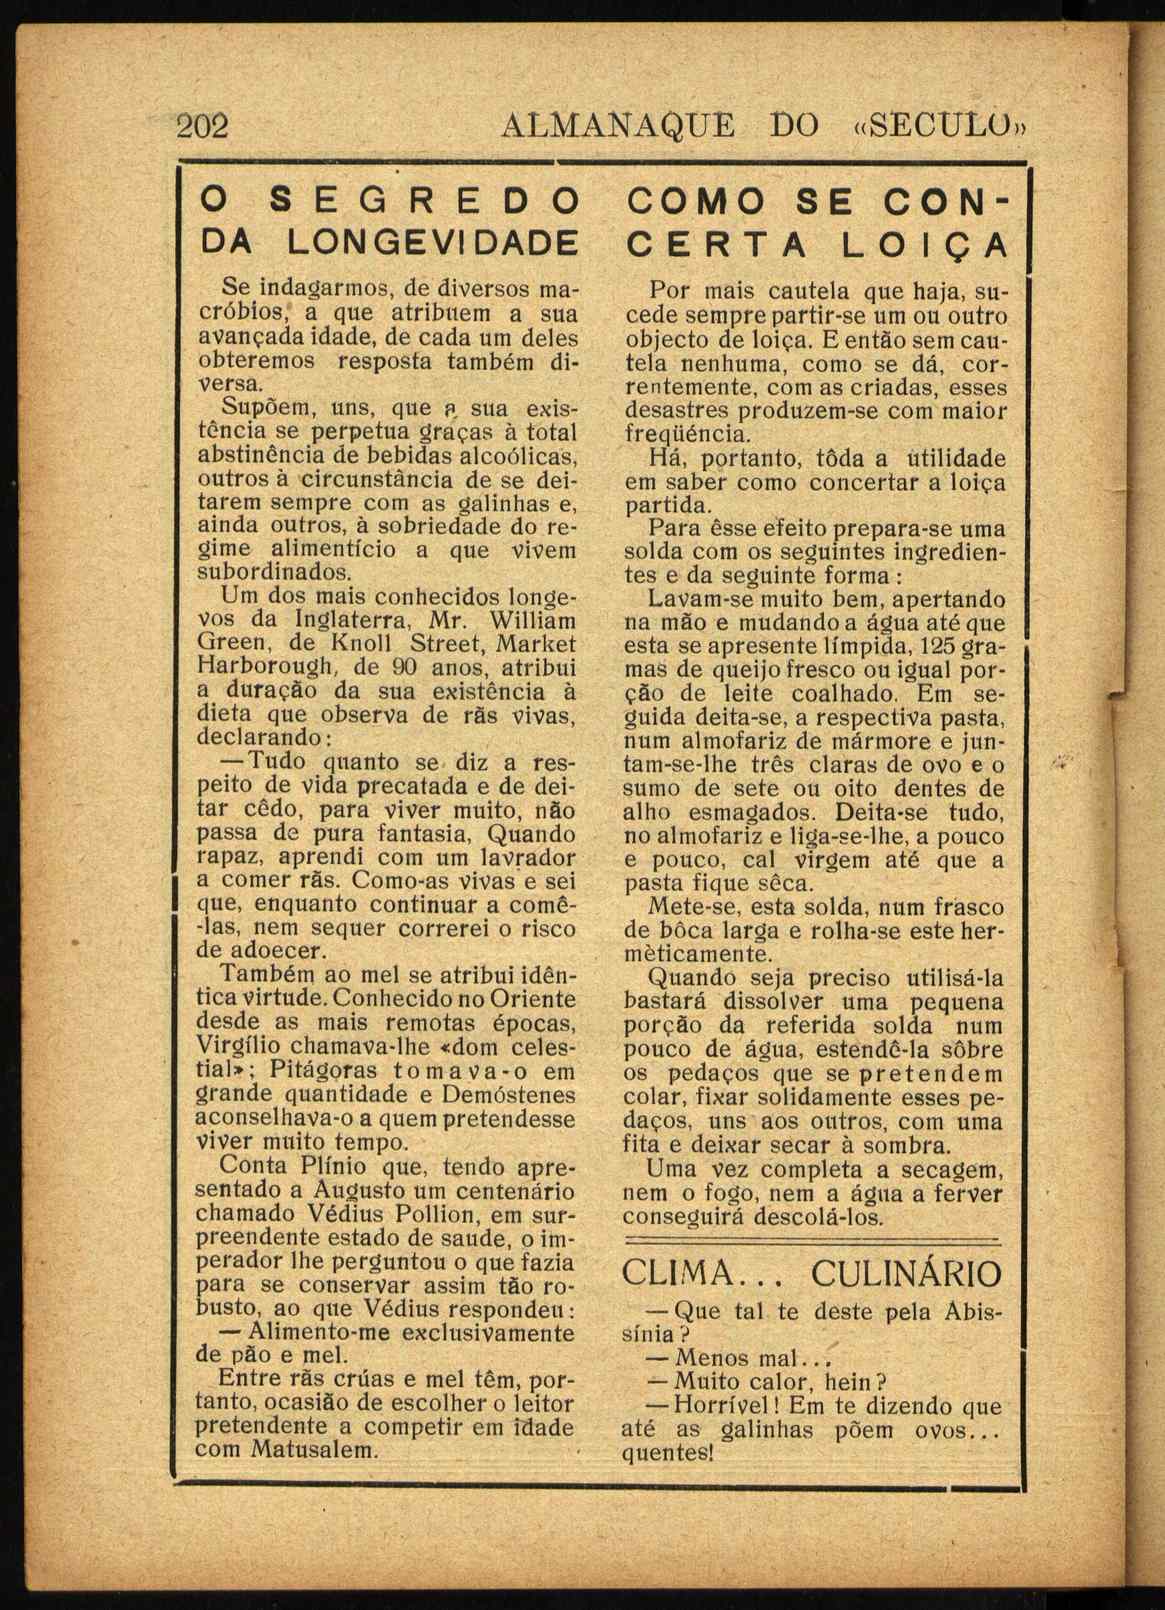 202 ALMANAQUE DO «SECULO»
O SEGREDO
DA LONGEVIDADE
Se indagarmos, de diversos ma-
cróbios, a que atribuem a sua
avançada idade, de cada um deles
obteremos resposta também di-
versa.
Supõem, uns, que a sua exis-
tência se perpetua graças à total
abstinência de bebidas alcoólicas,
outros à circunstância de se dei-
tarem sempre com as galinhas e,
ainda outros, à sobriedade do re-
gime alimentício a que vivem
subordinados.
Um dos mais conhecidos longe-
vos da Inglaterra, Mr. William
Green, de Knoll Street, Market
Harborough, de 90 anos, atribui
a duração da sua existência à
dieta que observa de rãs vivas,
declarando:
—Tudo quanto se diz a res-
peito de vida precatada e de dei-
tar cêdo, para viver muito, não
passa de pura fantasia, Quando
rapaz, aprendi com um lavrador
a comer rãs. Como-as vivas e sei
que, enquanto continuar a comê-
-las, nem sequer correrei o risco
de adoecer.
Também ao mel se atribui idên-
tica virtude. Conhecido no Oriente
desde as mais remotas épocas,
Virgílio chamava-lhe «dom celes-
tial»; Pitágoras tomava-o em
grande quantidade e Demóstenes
aconselhava-o a quem pretendesse
viver muito tempo.
Conta Plínio que, tendo apre-
sentado a Augusto um centenário
chamado Védius Pollion, em sur-
preendente estado de saude, o im-
perador lhe perguntou o que fazia
para se conservar assim tão ro-
busto, ao que Védius respondeu:
— Alimento-me exclusivamente
de pão e mel.
Entre rãs crúas e mel têm, por-
tanto, ocasião de escolher o leitor
pretendente a competir em idade
com Matusalem.
COMO SE CON-
CERTA LOIÇA
Por mais cautela que haja, su-
cede sempre partir-se um ou outro
objecto de loiça. E então sem cau-
tela nenhuma, como se dá, cor-
rentemente, com as criadas, esses
desastres produzem-se com maior
freqüéncia.
Há, portanto, tôda a utilidade
em saber como concertar a loiça
partida.
Para êsse efeito prepara-se uma
solda com os seguintes ingredien-
tes e da seguinte forma:
Lavam-se muito bem, apertando
na mão e mudando a água até que
esta se apresente límpida, 125 gra-
mas de queijo fresco ou igual por-
ção de leite coalhado. Em se-
guida deita-se, a respectiva pasta,
num almofariz de mármore e jun-
tam-se-lhe três claras de ovo e o
sumo de sete ou oito dentes de
alho esmagados. Deita-se tudo,
no almofariz e liga-se-lhe, a pouco
e pouco, cal virgem até que a
pasta fique sêca.
Mete-se, esta solda, num frasco
de bôca larga e rolha-se este her-
mèticamente.
Quando seja preciso utilisá-la
bastará dissolver uma pequena
porção da referida solda num
pouco de água, estendê-la sôbre
os pedaços que se pretendem
colar, fixar solidamente esses pe-
daços, uns aos outros, com uma
fita e deixar secar à sombra.
Uma vez completa a secagem,
nem o fogo, nem a água a ferver
conseguirá descolá-los.
CLIMA... CULINÁRIO
— Que tal te deste pela Abis-
sínia?
— Menos mal...
— Muito calor, hein?
— Horrível! Em te dizendo que
até as galinhas põem ovos...
quentes!